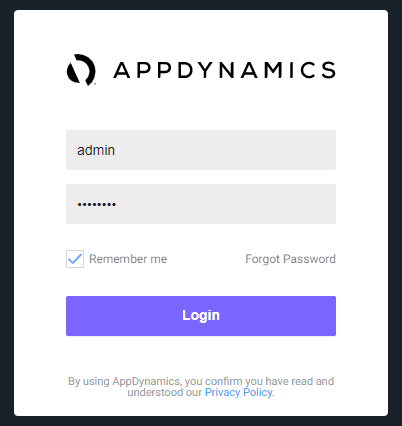 APPDYNAMICS
admin
••••••••
Remember me
Forgot Password
Login
By using AppDynamics, you confirm you have read and
understood our Privacy Policy.